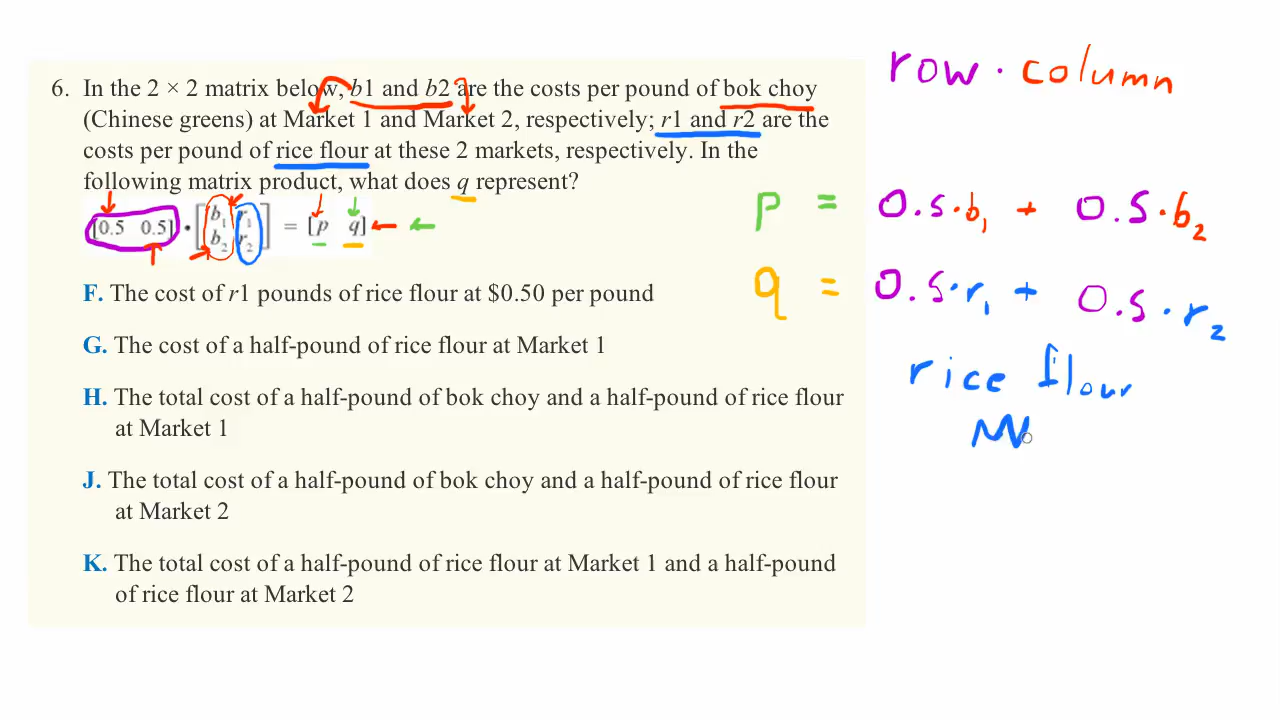 row · column
6. In the 2 × 2 matrix below, b1 and b2 are the costs per pound of bok choy
(Chinese greens) at Market 1 and Market 2, respectively; r1 and r2 are the
costs per pound of rice flour at these 2 markets, respectively. In the
following matrix product, what does q represent?
[0.5 0.5] • [b₁ r₁
b₂ r₂] = [p q]
p = 0.5·b₁ + 0.5·b₂
q = 0.5·r₁ + 0.5·r₂
rice flour
F. The cost of r1 pounds of rice flour at $0.50 per pound
G. The cost of a half-pound of rice flour at Market 1
H. The total cost of a half-pound of bok choy and a half-pound of rice flour
at Market 1
J. The total cost of a half-pound of bok choy and a half-pound of rice flour
at Market 2
K. The total cost of a half-pound of rice flour at Market 1 and a half-pound
of rice flour at Market 2